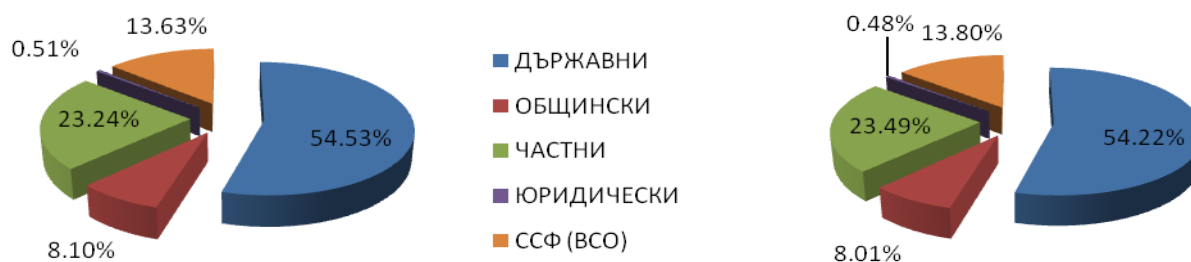 13.63%
0.51%
23.24%
54.53%
8.10%
ДЪРЖАВНИ
ОБЩИНСКИ
ЧАСТНИ
ЮРИДИЧЕСКИ
ССФ (ВСО)
0.48%
13.80%
23.49%
54.22%
8.01%